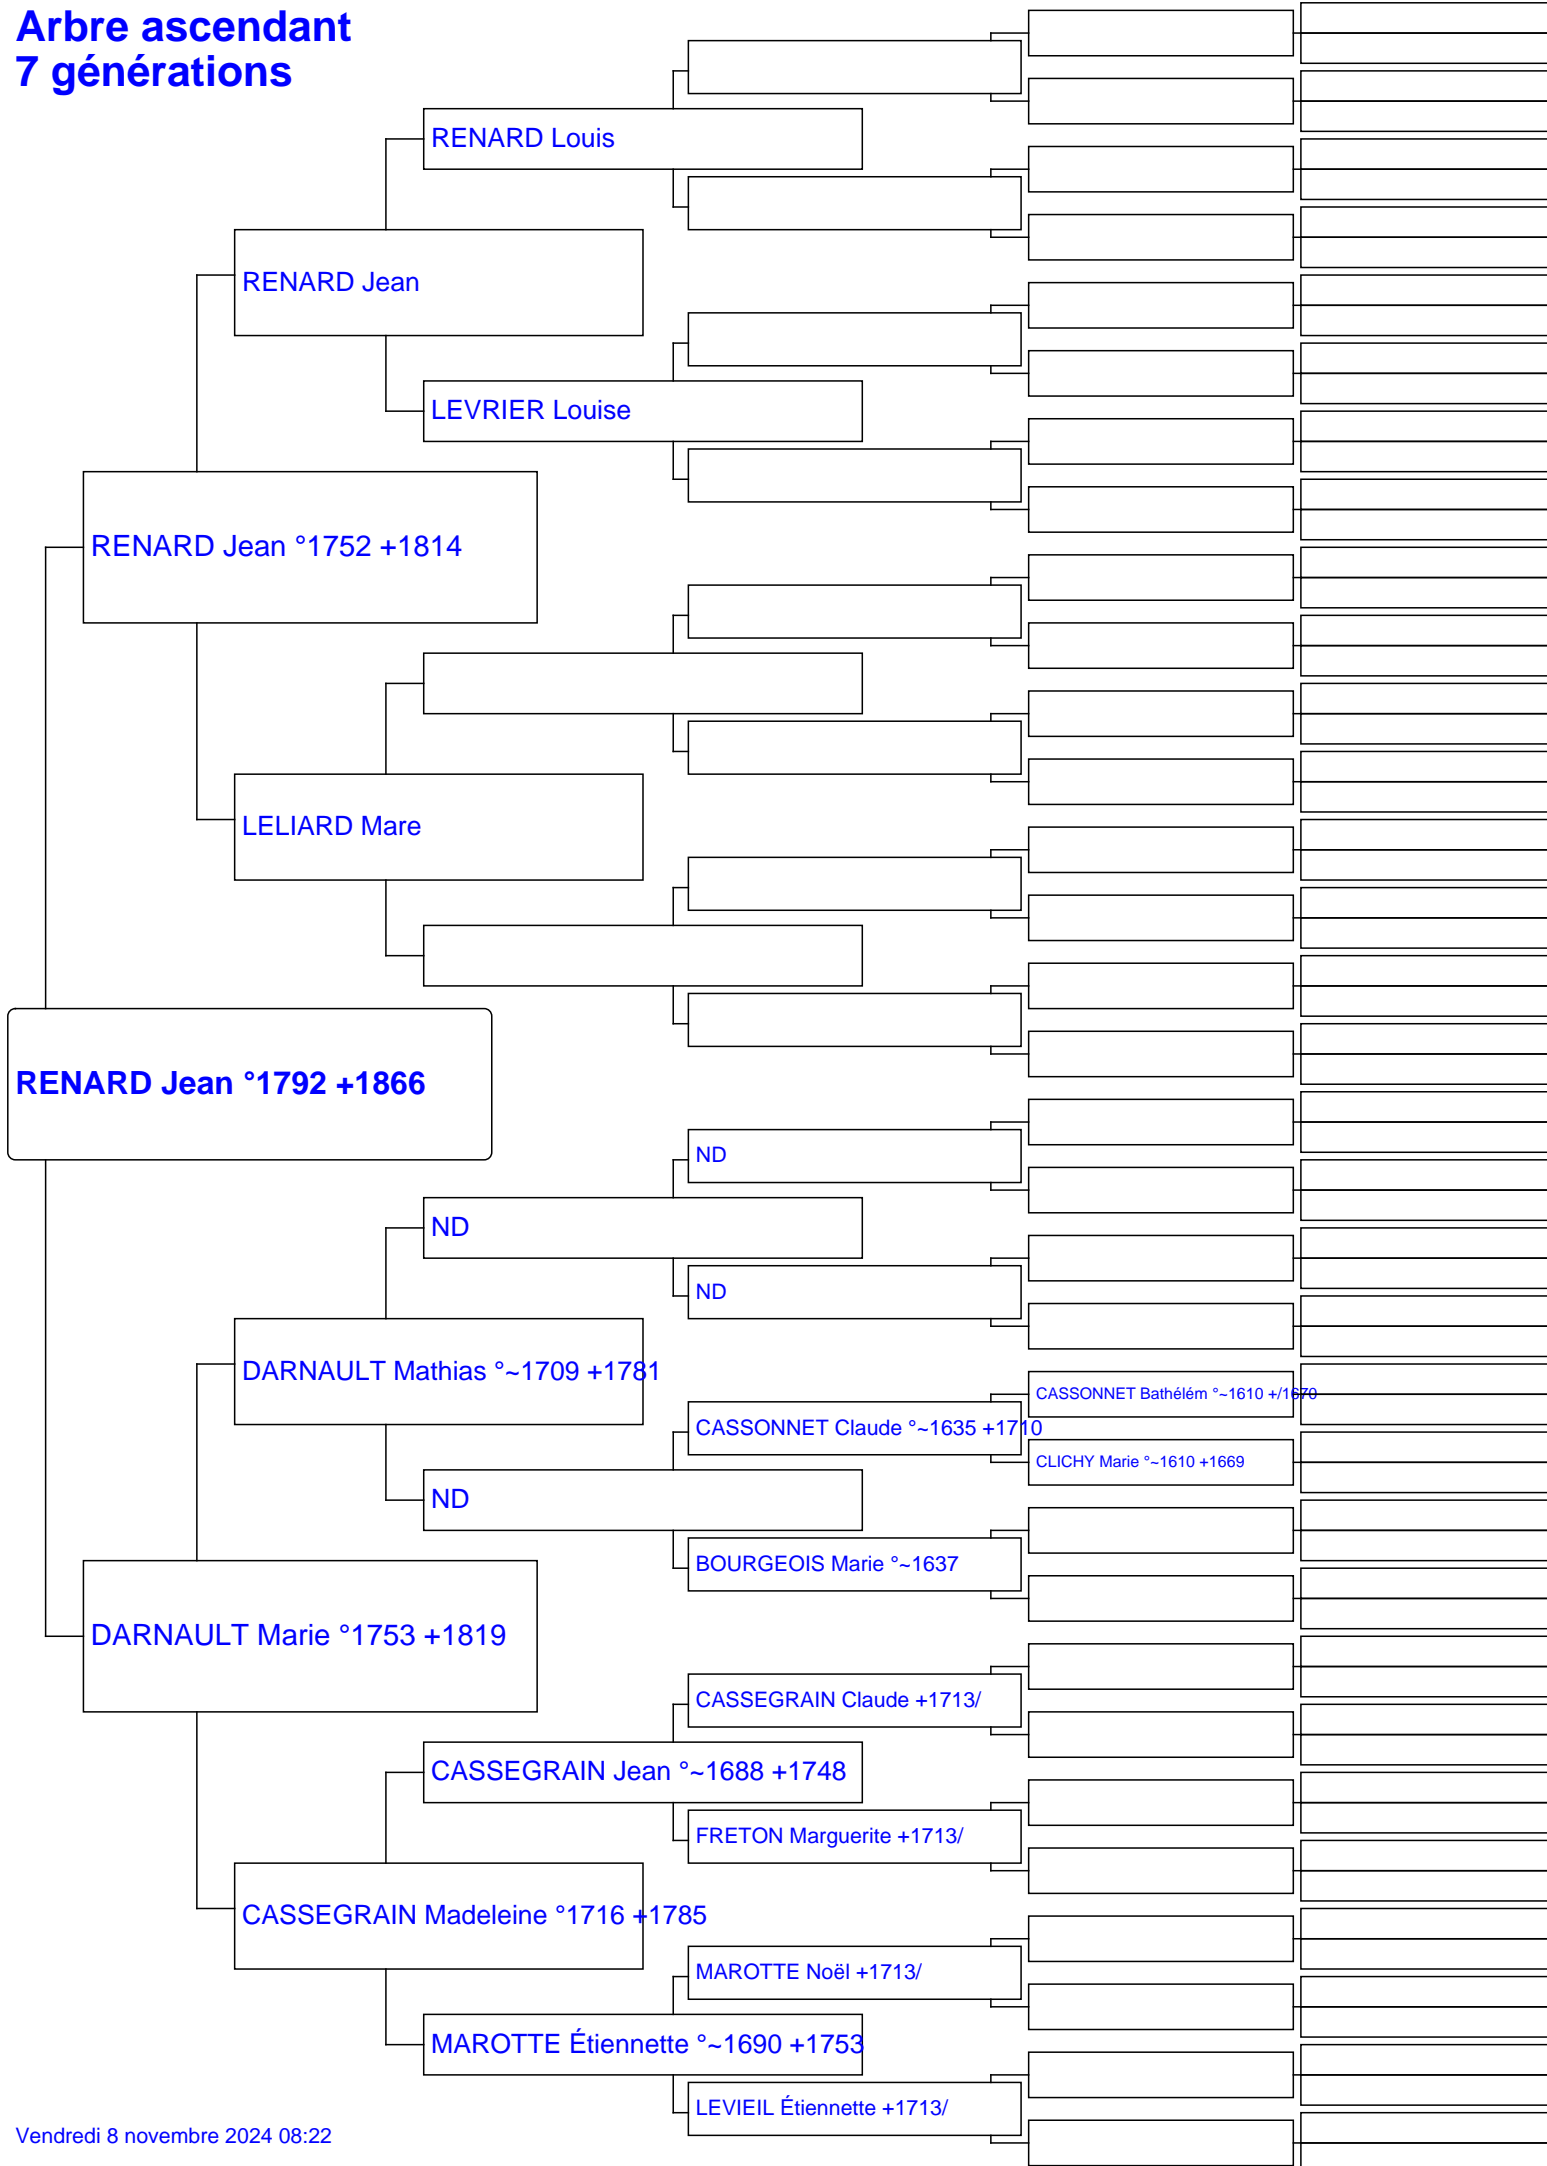 Arbre ascendant
7 générations
RENARD Louis
RENARD Jean
LEVRIER Louise
RENARD Jean °1752 +1814
LELIARD Mare
RENARD Jean °1792 +1866
ND
ND
ND
DARNAULT Mathias °~1709 +1781
CASSONNET Bathélém °~1610 +/1670
CASSONNET Claude °~1635 +1710
CLICHY Marie °~1610 +1669
ND
BOURGEOIS Marie °~1637
DARNAULT Marie °1753 +1819
CASSEGRAIN Claude +1713/
CASSEGRAIN Jean °~1688 +1748
FRETON Marguerite +1713/
CASSEGRAIN Madeleine °1716 +1785
MAROTTE Noël +1713/
MAROTTE Étiennette °~1690 +1753
LEVIEIL Étiennette +1713/
Vendredi 8 novembre 2024 08:22